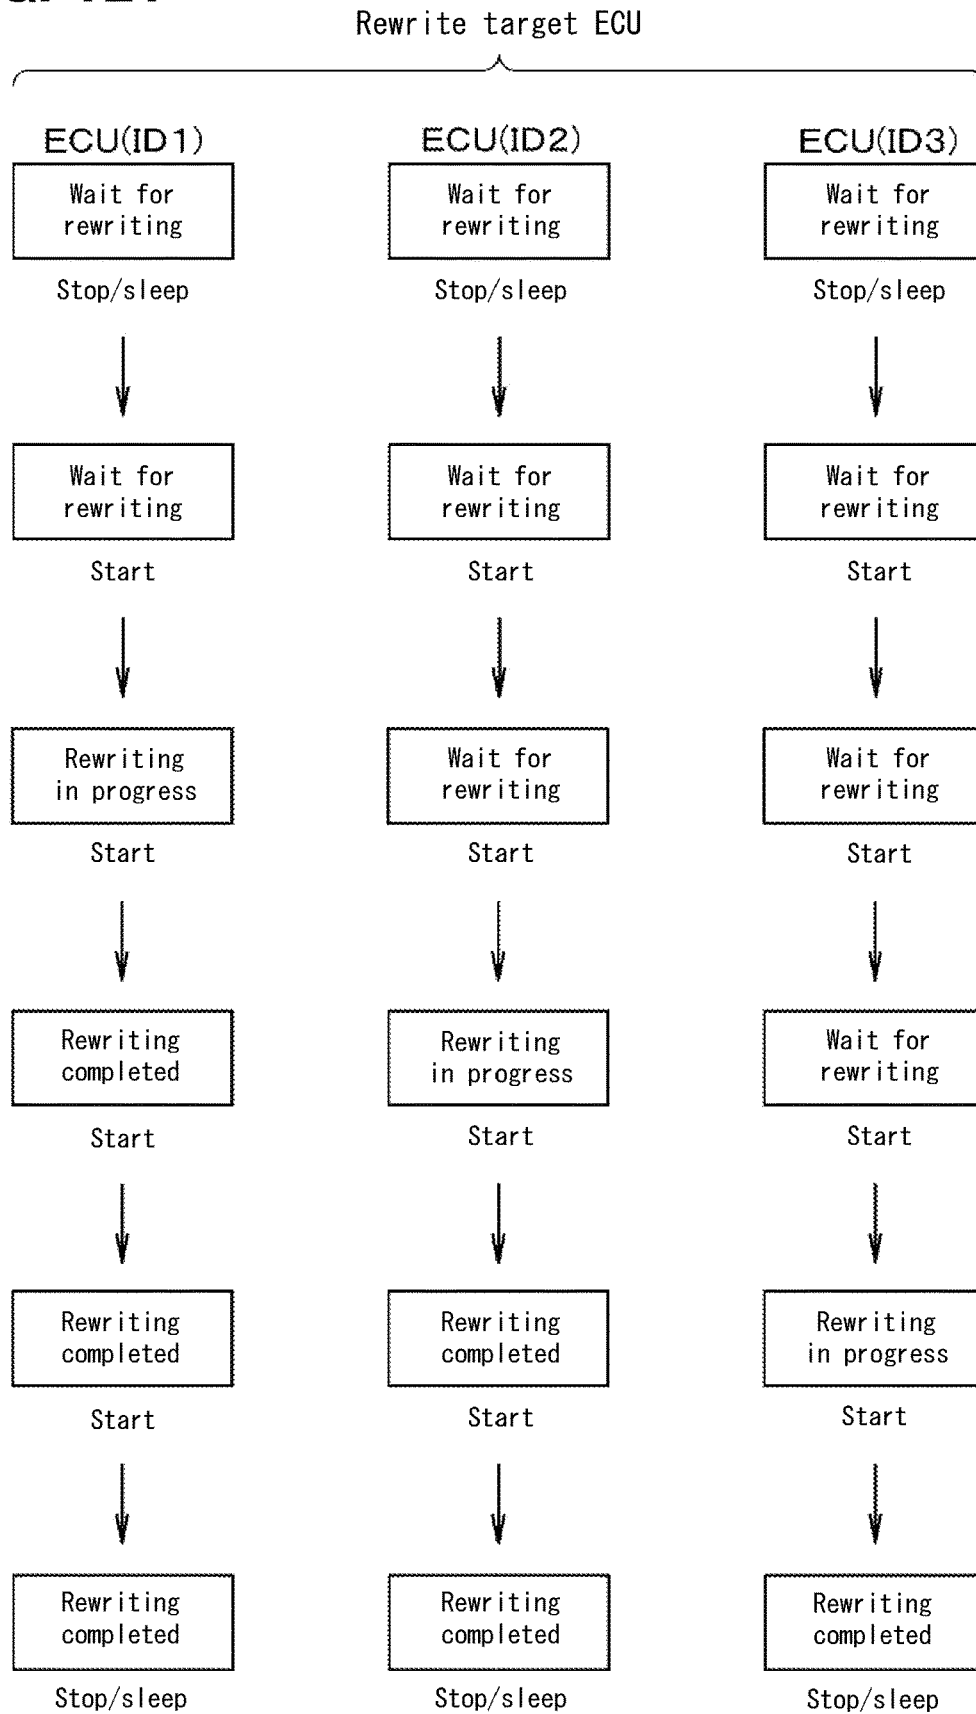 Rewrite target ECU
ECU(ID1) ECU(ID2) ECU(ID3)
Wait for Wait for Wait for
rewriting rewriting rewriting
Stop/sleep Stop/sleep Stop/sleep
Wait for Wait for Wait for
rewriting rewriting rewriting
Start Start Start
Rewriting Wait for Wait for
in progress rewriting rewriting
Start Start Start
Rewriting Rewriting Wait for
completed in progress rewriting
Start Start Start
Rewriting Rewriting Rewriting
completed completed in progress
Start Start Start
Rewriting Rewriting Rewriting
completed completed completed
Stop/sleep Stop/sleep Stop/sleep